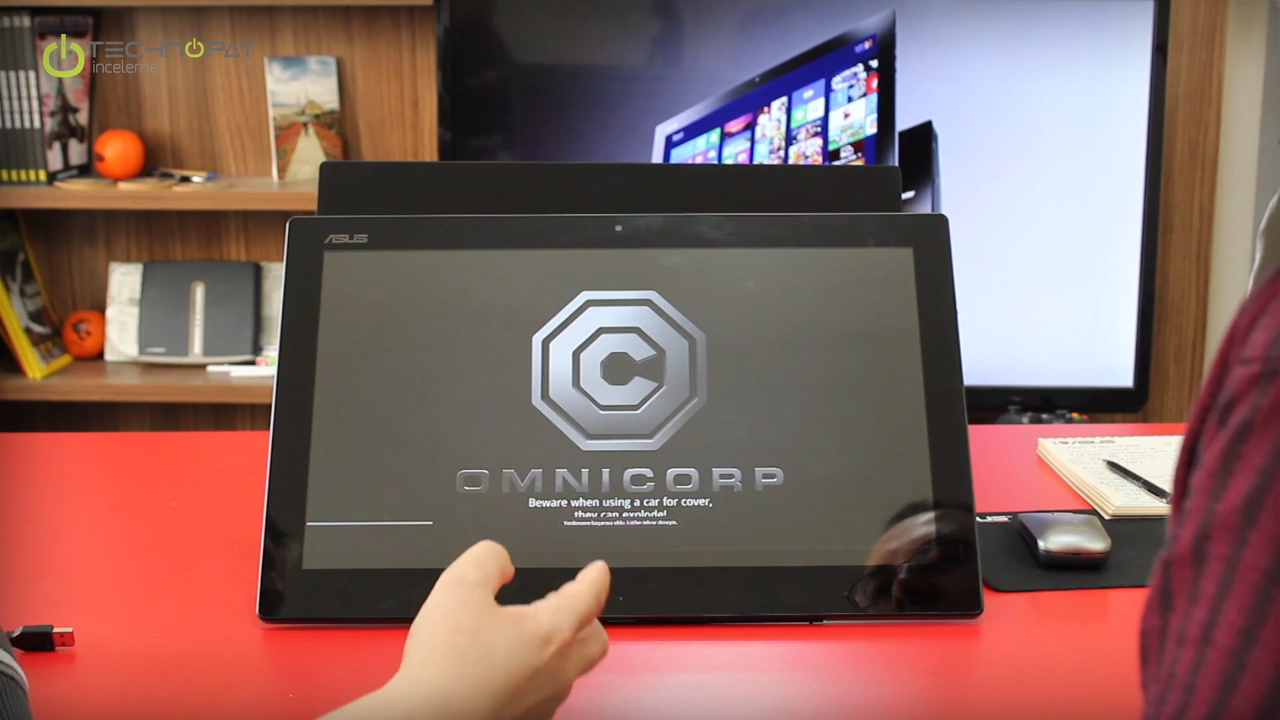 TECHNOPAT
inceleme
ASUS
OMNICORP
Beware when using a car for cover,
they can explode!